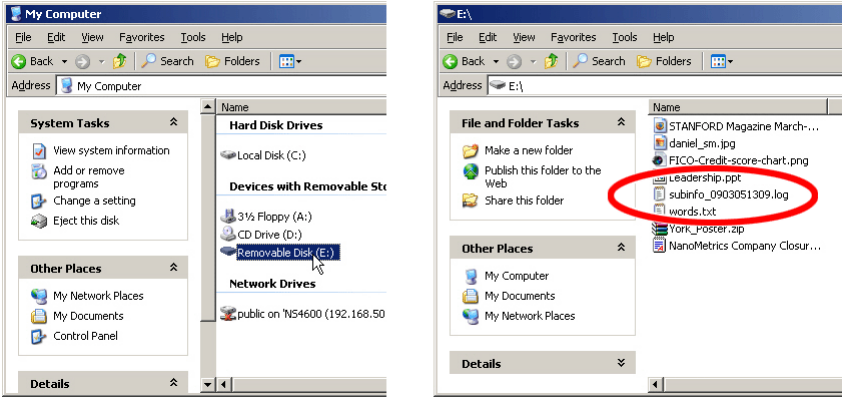 My Computer
File Edit View Favorites Tools Help
Back Search Folders
Address My Computer
System Tasks
View system information
Add or remove
programs
Change a setting
Eject this disk
Other Places
My Network Places
My Documents
Control Panel
Details
Name
Hard Disk Drives
Local Disk (C:)
Devices with Removable Sto
3½ Floppy (A:)
CD Drive (D:)
Removable Disk (E:)
Network Drives
public on 'NS4600 (192.168.50
E:\
File Edit View Favorites Tools Help
Back Search Folders
Address E:\
File and Folder Tasks
Make a new folder
Publish this folder to the
Web
Share this folder
Other Places
My Computer
My Documents
My Network Places
Details
Name
STANFORD Magazine March-...
daniel_sm.jpg
FICO-Credit-score-chart.png
Leadership.ppt
subinfo_0903051309.log
words.txt
York_Poster.zip
NanoMetrics Company Closur...